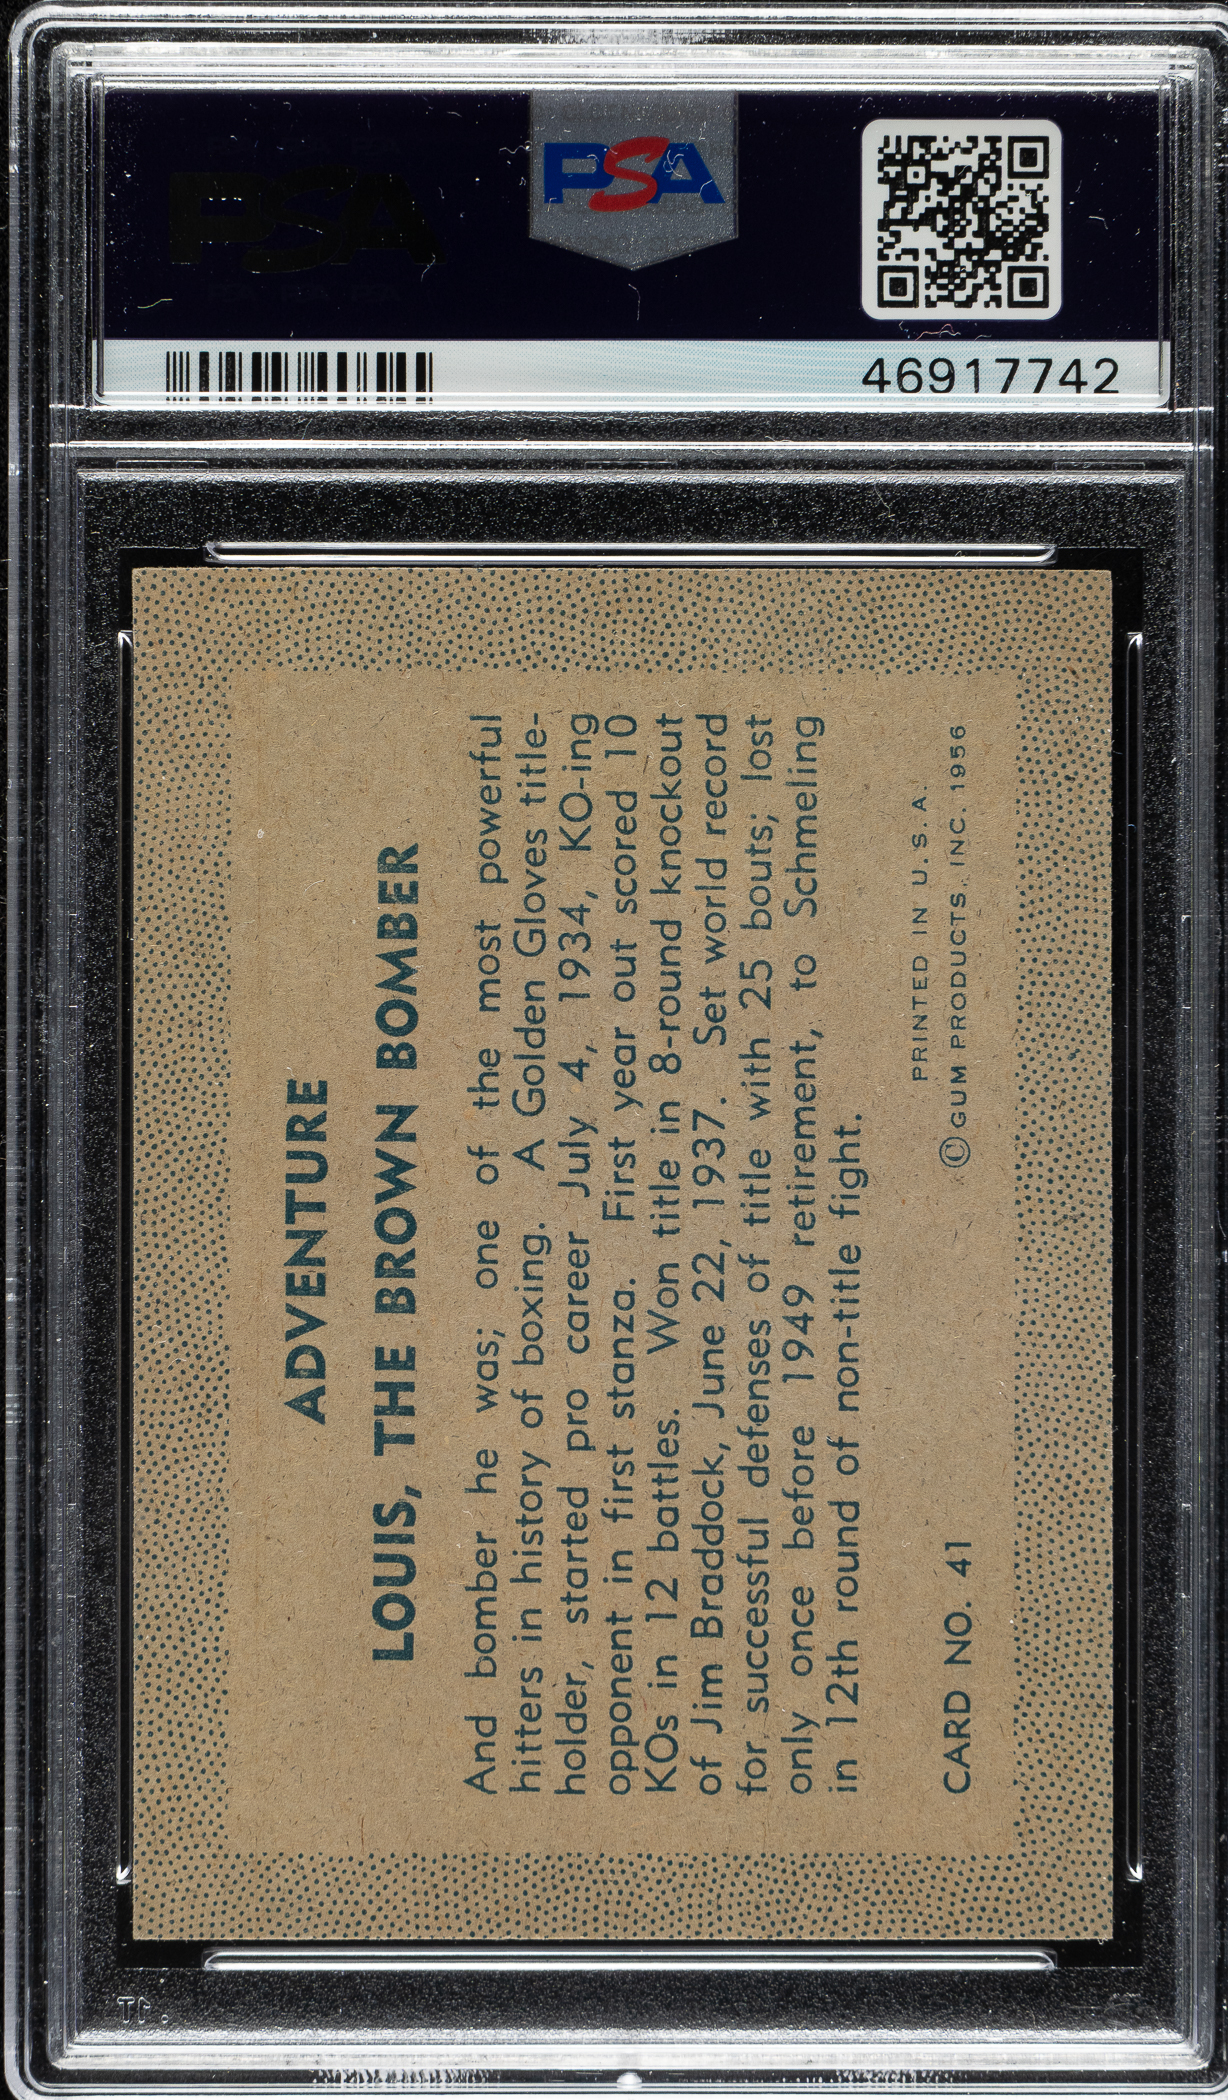 PSA
PSA
46917742
ADVENTURE
LOUIS, THE BROWN BOMBER
And bomber he was; one of the most powerful
hitters in history of boxing. A Golden Gloves title-
holder, started pro career July 4, 1934, KO-ing
opponent in first stanza. First year out scored 10
KOs in 12 battles. Won title in 8-round knockout
of Jim Braddock, June 22, 1937. Set world record
for successful defenses of title with 25 bouts; lost
only once before 1949 retirement, to Schmeling
in 12th round of non-title fight.
PRINTED IN U.S.A.
CARD NO. 41 © GUM PRODUCTS, INC. 1956